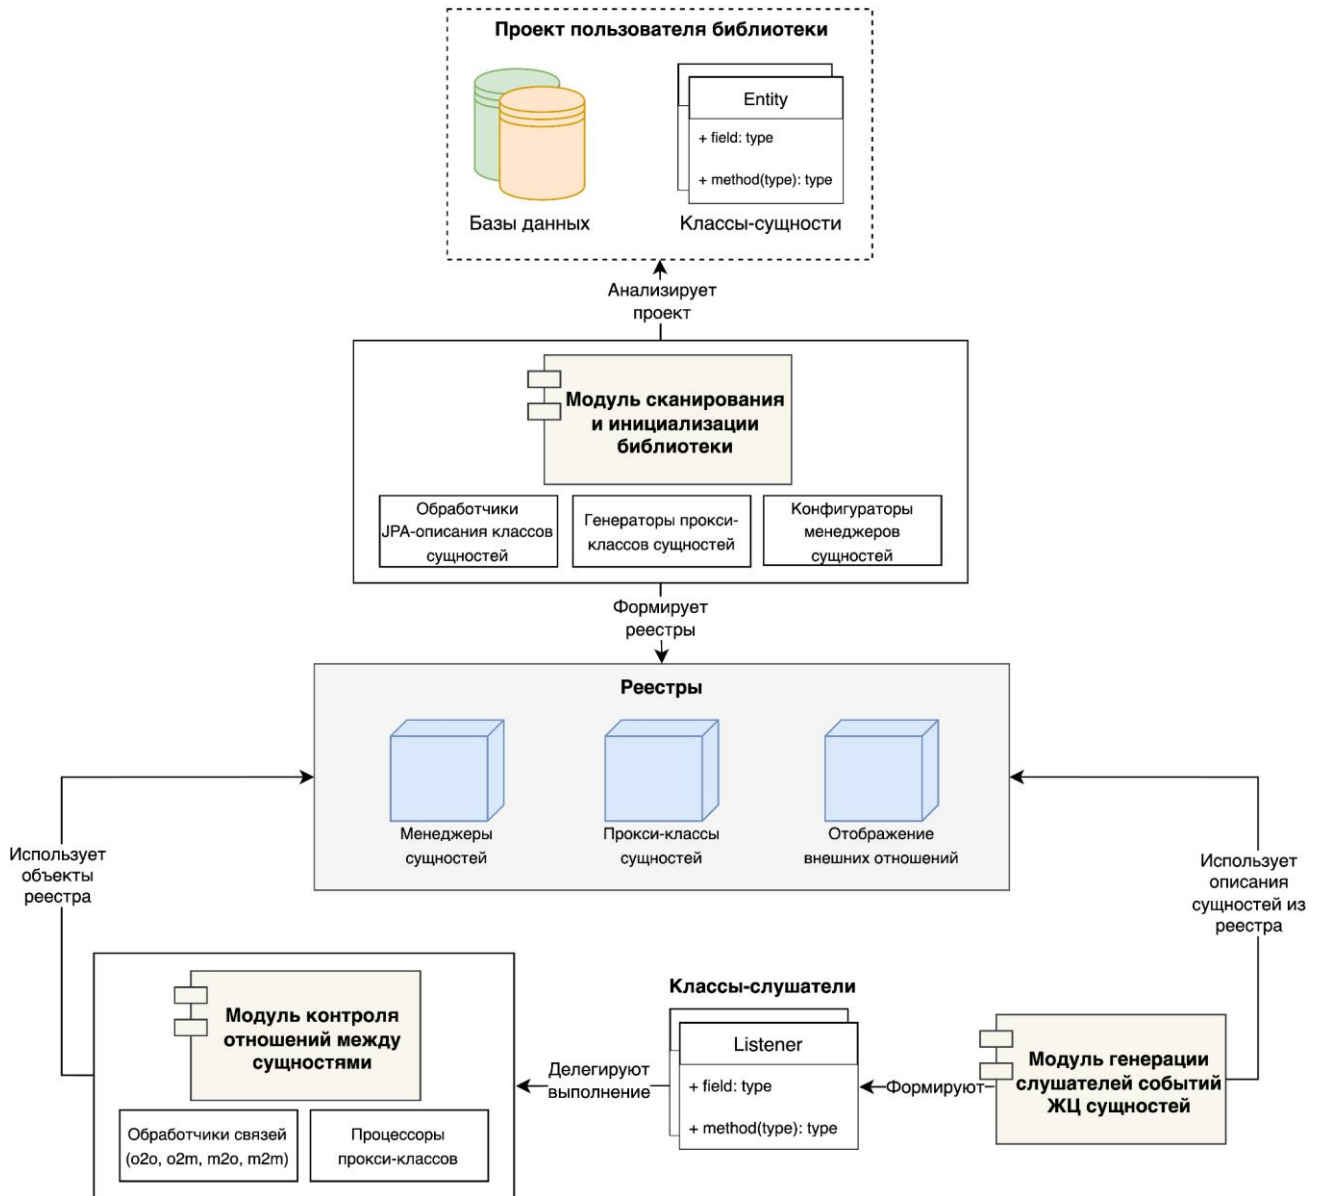 Проект пользователя библиотеки
Entity
+ field: type
+ method(type): type
Базы данных
Классы-сущности
Анализирует
проект
Модуль сканирования
и инициализации
библиотеки
Обработчики
JPA-описания классов
сущностей
Генераторы прокси-
классов сущностей
Конфигураторы
менеджеров
сущностей
Формирует
реестры
Реестры
Менеджеры
сущностей
Прокси-классы
сущностей
Отображение
внешних отношений
Использует
объекты
реестра
Использует
описания
сущностей из
реестра
Модуль контроля
отношений между
сущностями
Обработчики связей
(o2o, o2m, m2o, m2m)
Процессоры
прокси-классов
Делегируют
выполнение
Классы-слушатели
Listener
+ field: type
+ method(type): type
Формируют
Модуль генерации
слушателей событий
ЖЦ сущностей